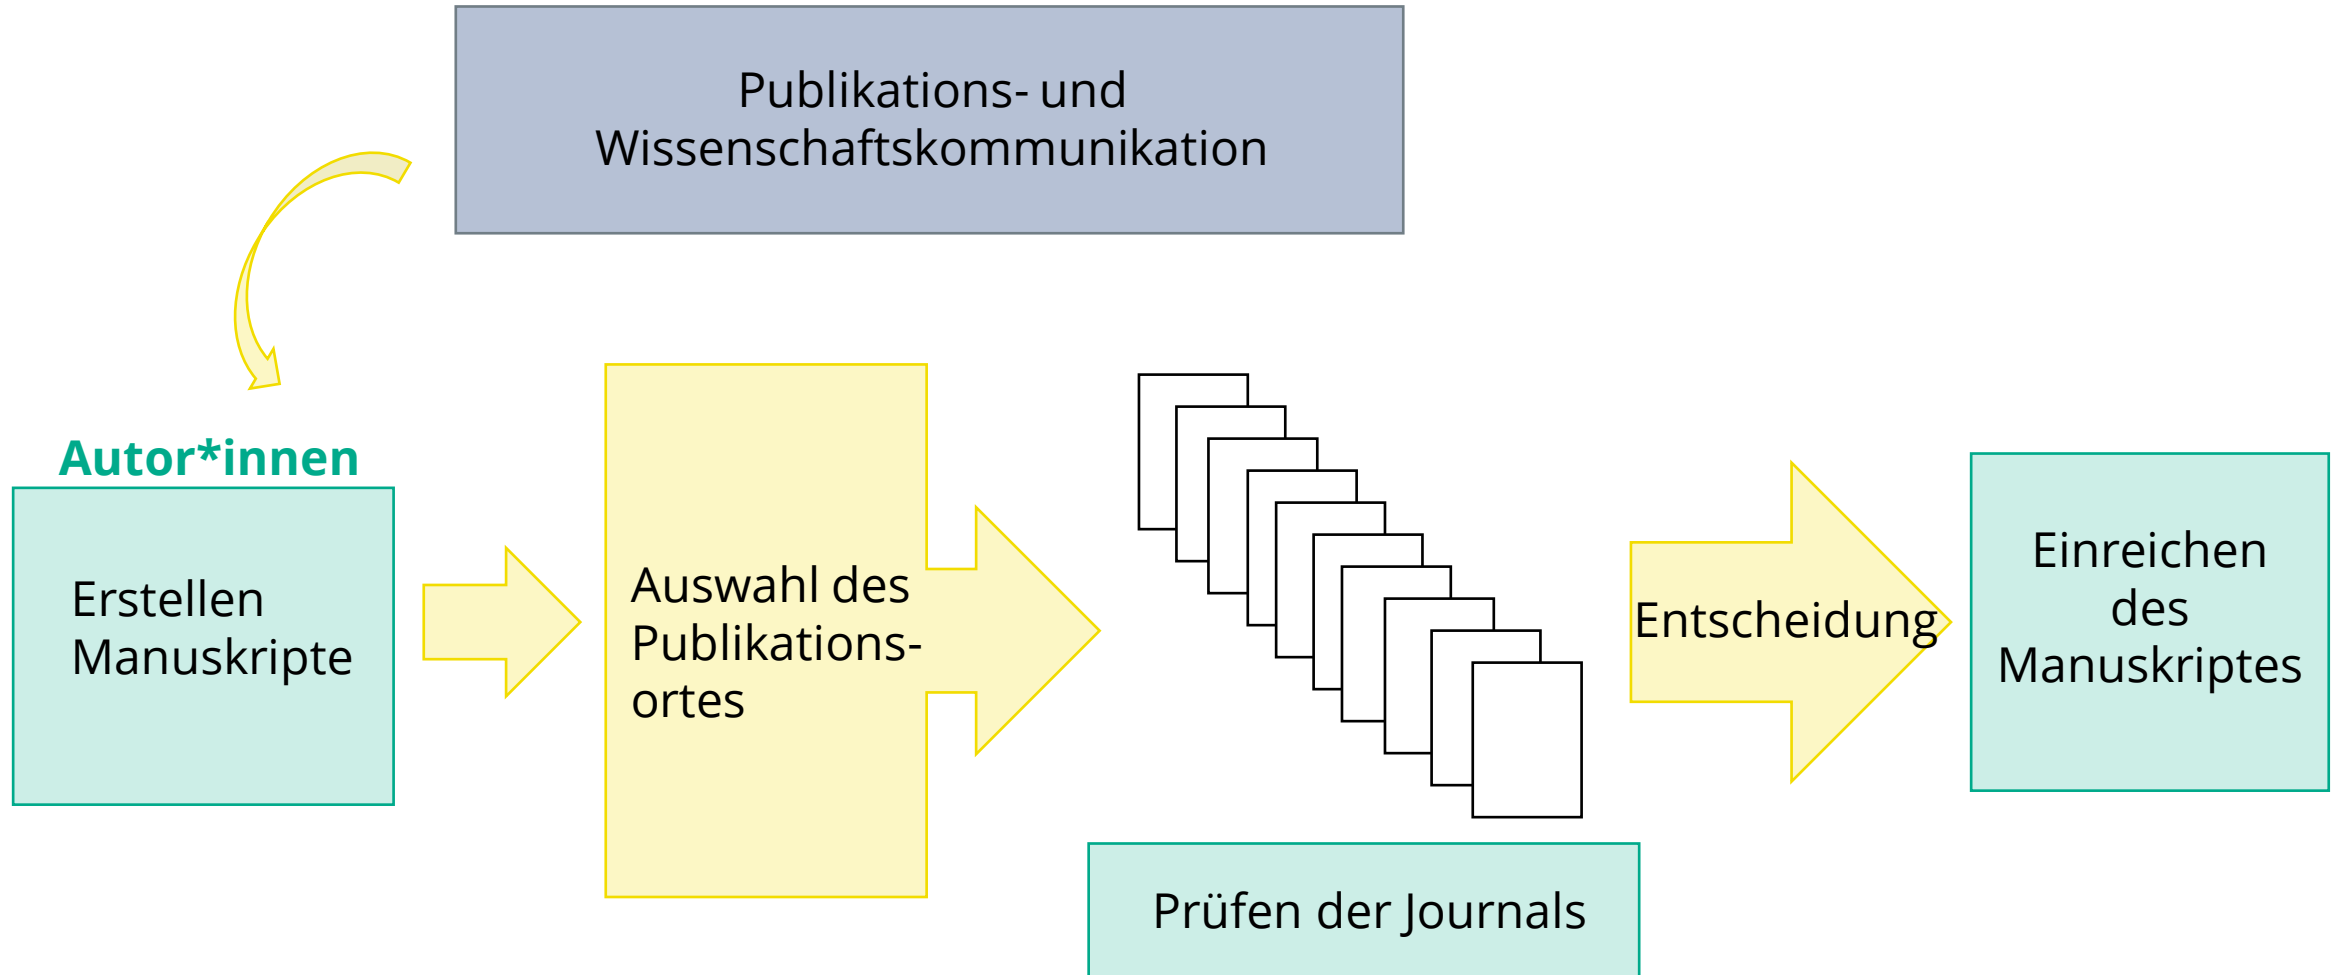 Publikations- und
Wissenschaftskommunikation
Autor*innen
Erstellen
Manuskripte
Auswahl des
Publikations-
ortes
Prüfen der Journals
Entscheidung
Einreichen
des
Manuskriptes